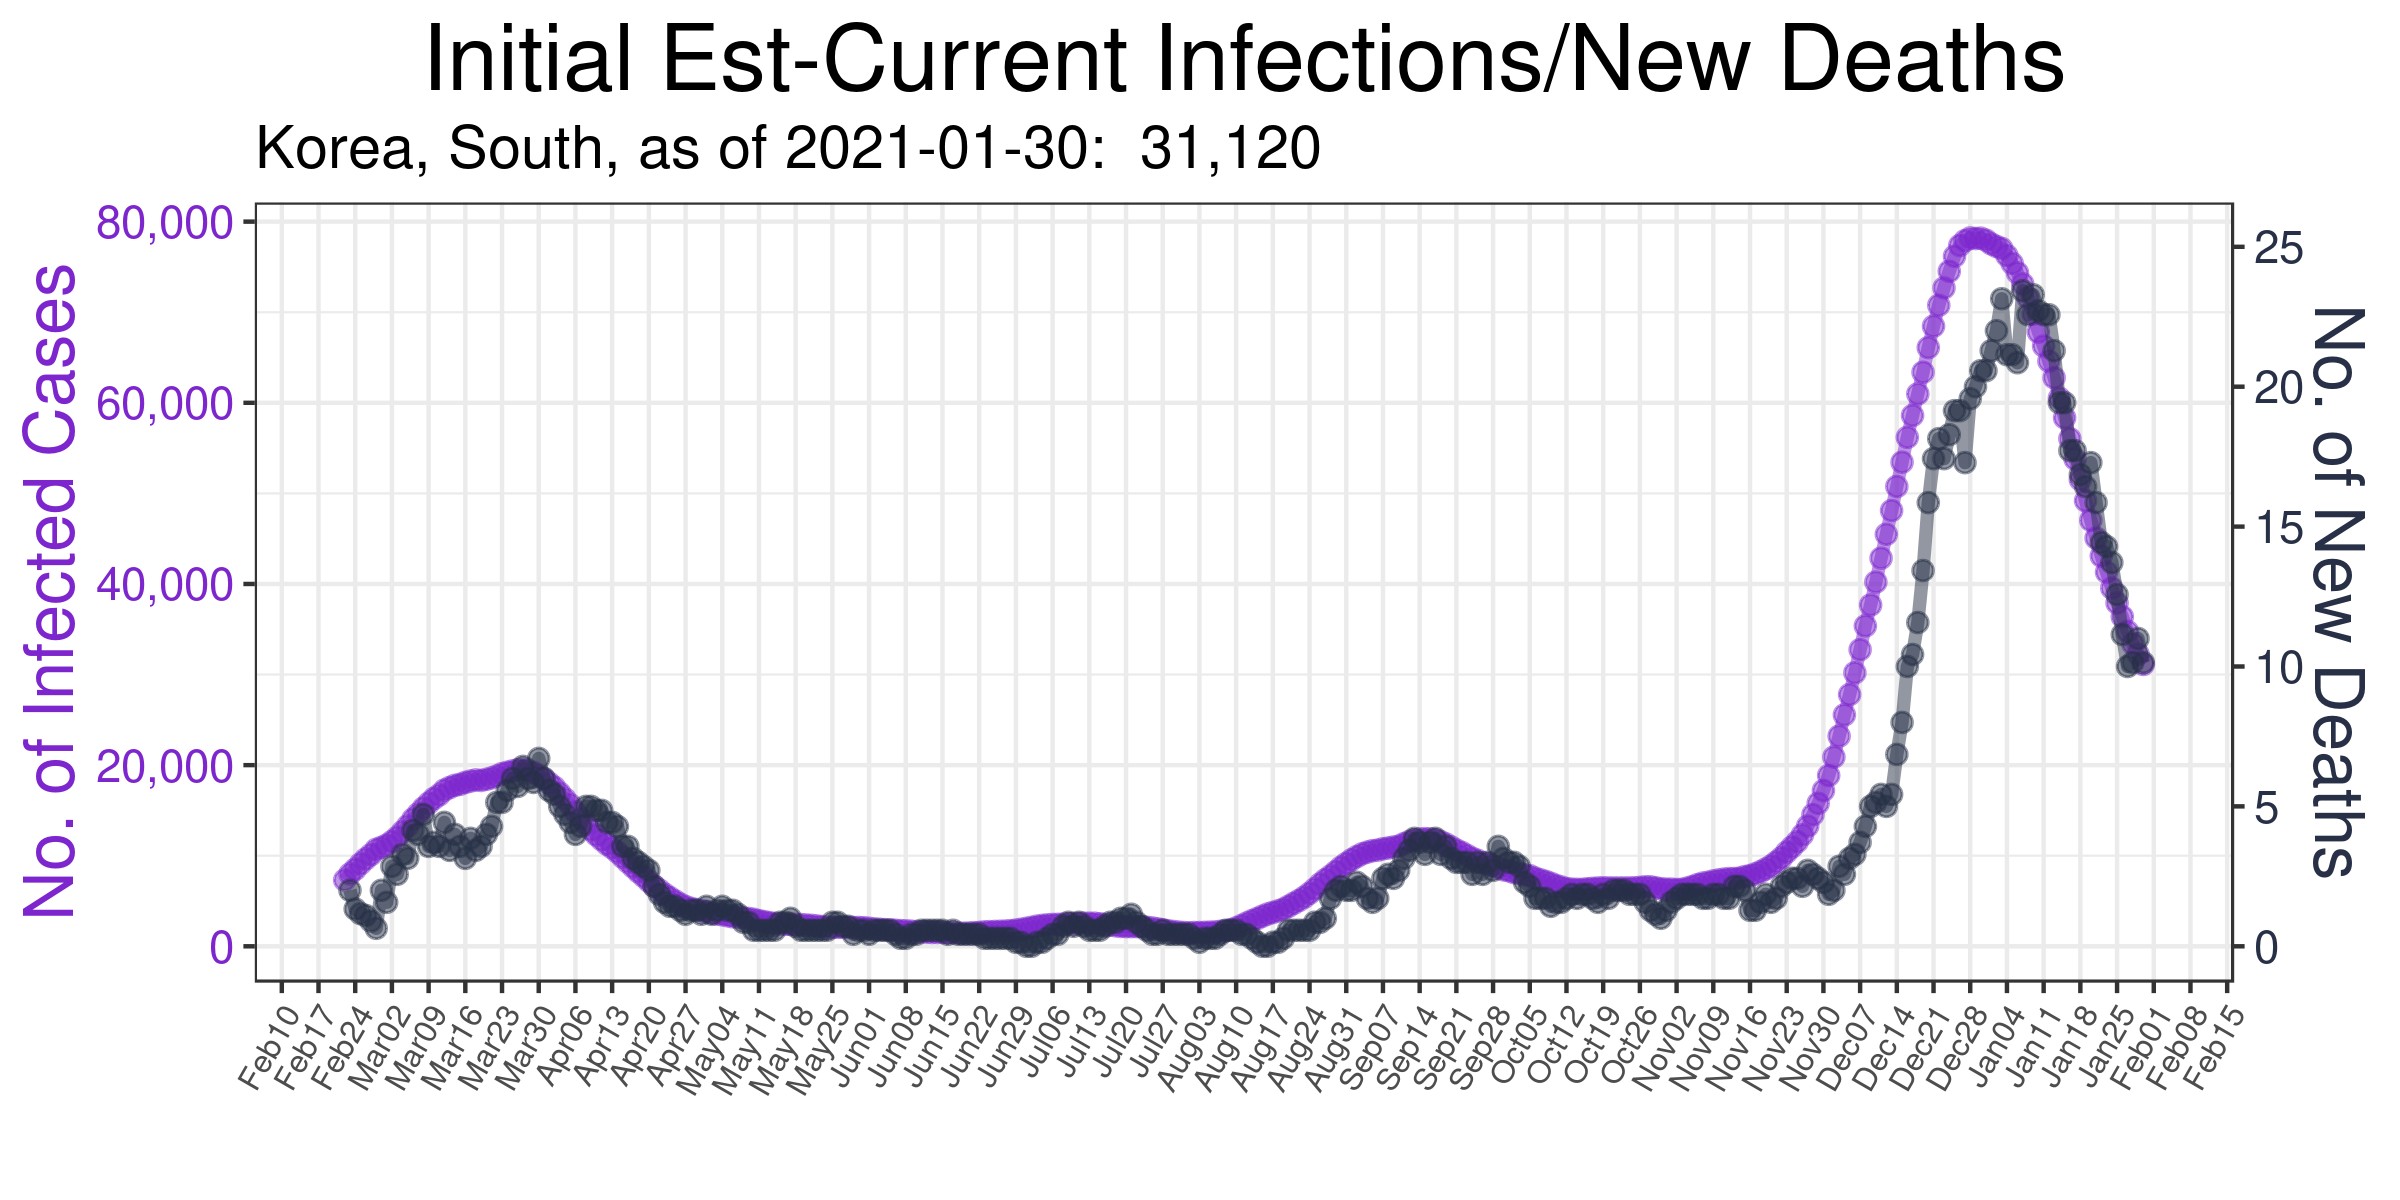 Initial Est-Current Infections/New Deaths
Korea, South, as of 2021-01-30: 31,120
No. of Infected Cases
80,000
60,000
40,000
20,000
0
25
20
15
10
5
0
No. of New Deaths
Feb10
Feb17
Feb24
Mar02
Mar09
Mar16
Mar23
Mar30
Apr06
Apr13
Apr20
Apr27
May04
May11
May18
May25
Jun01
Jun08
Jun15
Jun22
Jun29
Jul06
Jul13
Jul20
Jul27
Aug03
Aug10
Aug17
Aug24
Aug31
Sep07
Sep14
Sep21
Sep28
Oct05
Oct12
Oct19
Oct26
Nov02
Nov09
Nov16
Nov23
Nov30
Dec07
Dec14
Dec21
Dec28
Jan04
Jan11
Jan18
Jan25
Feb01
Feb08
Feb15